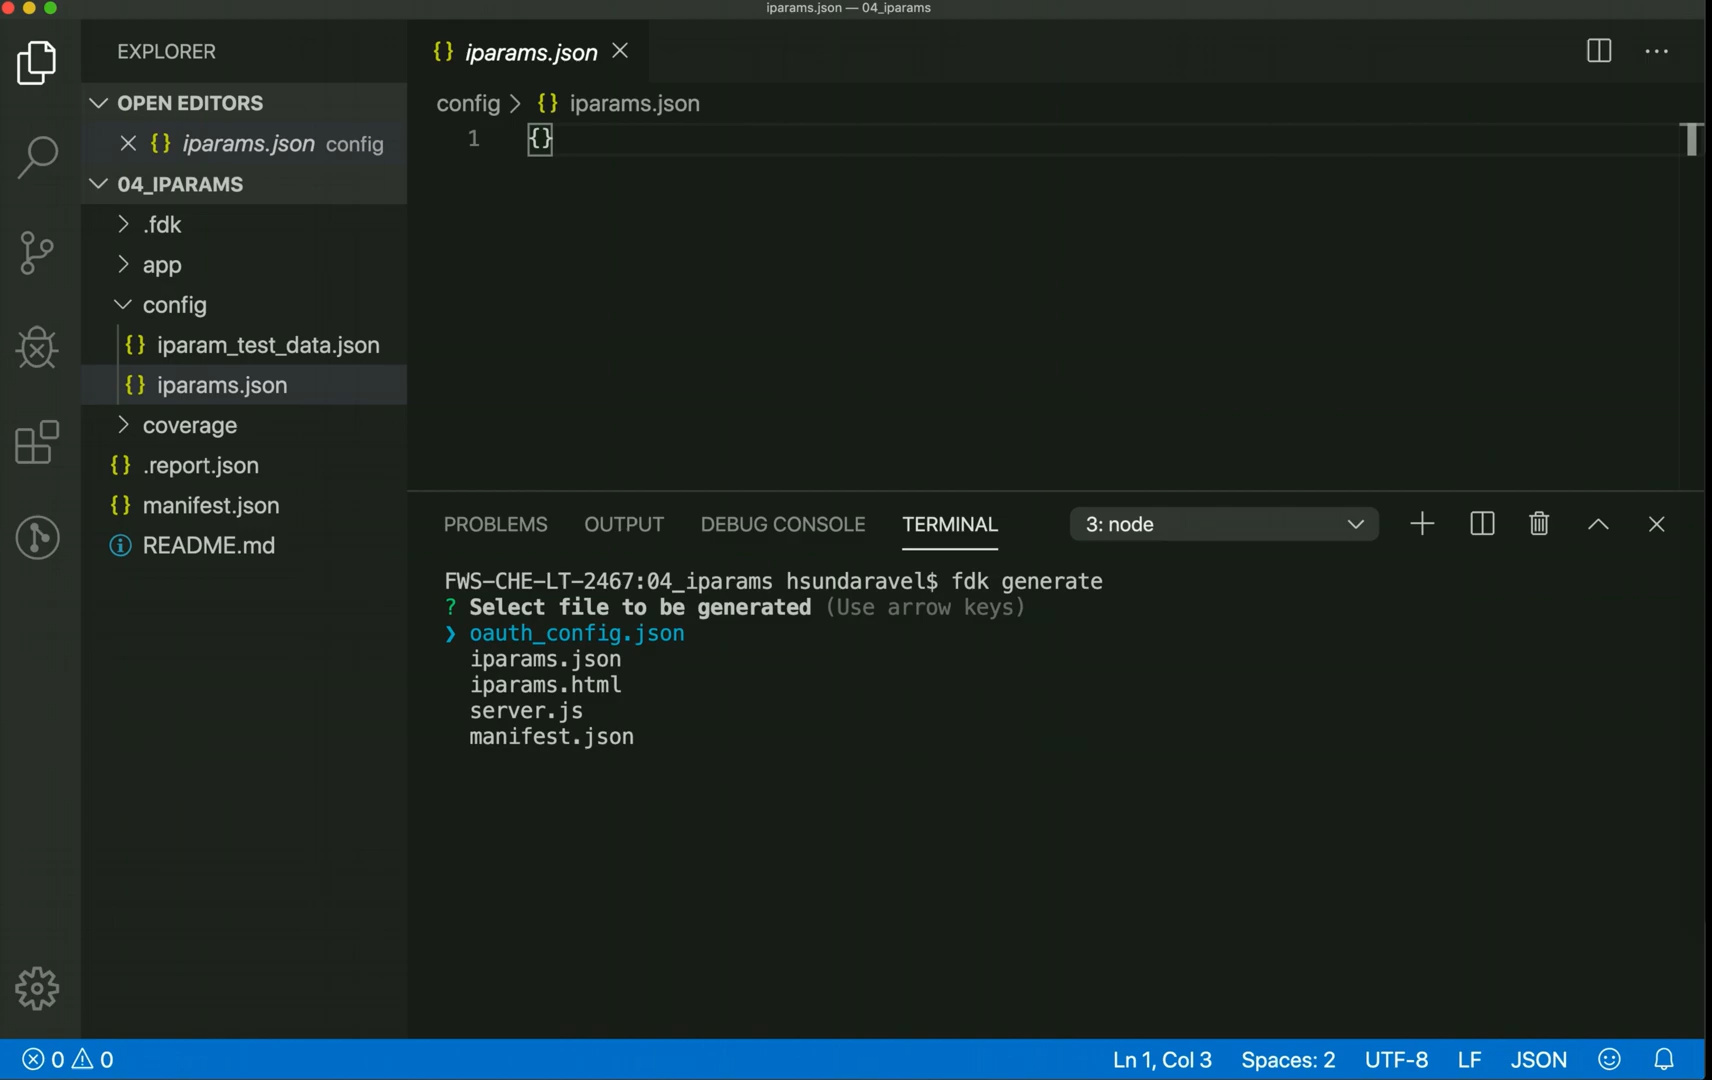 iparams.json — 04_iparams
EXPLORER
OPEN EDITORS
{} iparams.json config
04_IPARAMS
.fdk
app
config
{} iparam_test_data.json
{} iparams.json
coverage
{} .report.json
{} manifest.json
README.md
{} iparams.json
config > {} iparams.json
1 {}
PROBLEMS OUTPUT DEBUG CONSOLE TERMINAL 3: node
FWS-CHE-LT-2467:04_iparams hsundaravel$ fdk generate
? Select file to be generated (Use arrow keys)
❯ oauth_config.json
iparams.json
iparams.html
server.js
manifest.json
0 0 Ln 1, Col 3 Spaces: 2 UTF-8 LF JSON